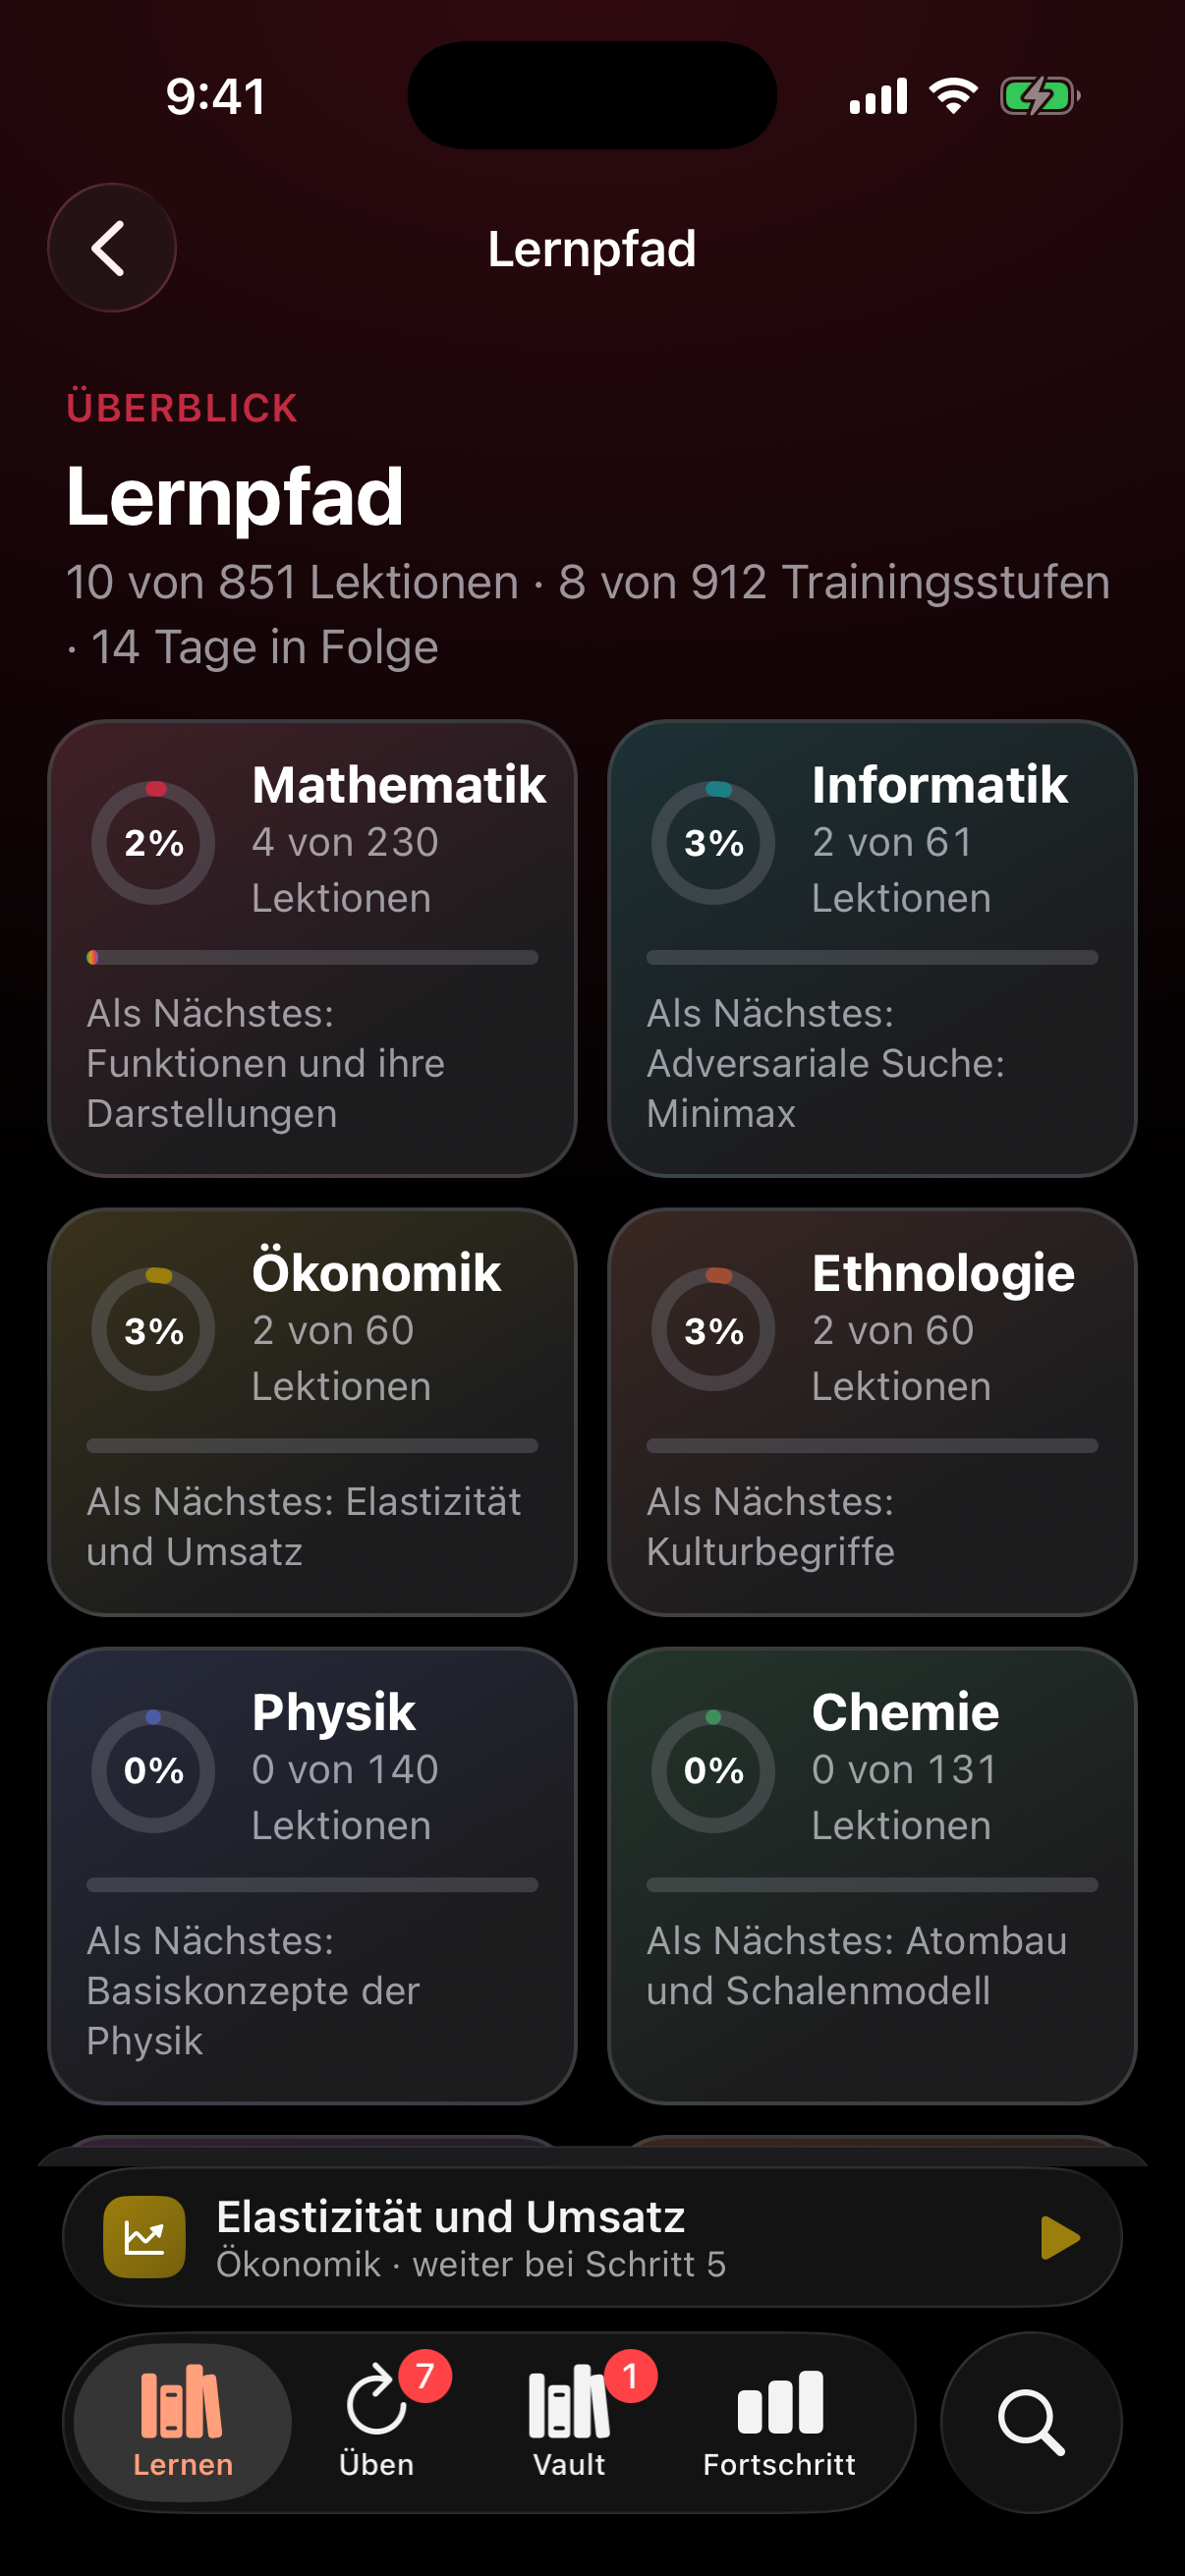 9:41
Lernpfad
ÜBERBLICK
Lernpfad
10 von 851 Lektionen · 8 von 912 Trainingsstufen
· 14 Tage in Folge
2%
Mathematik
4 von 230
Lektionen
Als Nächstes:
Funktionen und ihre
Darstellungen
3%
Informatik
2 von 61
Lektionen
Als Nächstes:
Adversariale Suche:
Minimax
3%
Ökonomik
2 von 60
Lektionen
Als Nächstes: Elastizität
und Umsatz
3%
Ethnologie
2 von 60
Lektionen
Als Nächstes:
Kulturbegriffe
0%
Physik
0 von 140
Lektionen
Als Nächstes:
Basiskonzepte der
Physik
0%
Chemie
0 von 131
Lektionen
Als Nächstes: Atombau
und Schalenmodell
Elastizität und Umsatz
Ökonomik · weiter bei Schritt 5
Lernen
7
Üben
1
Vault
Fortschritt